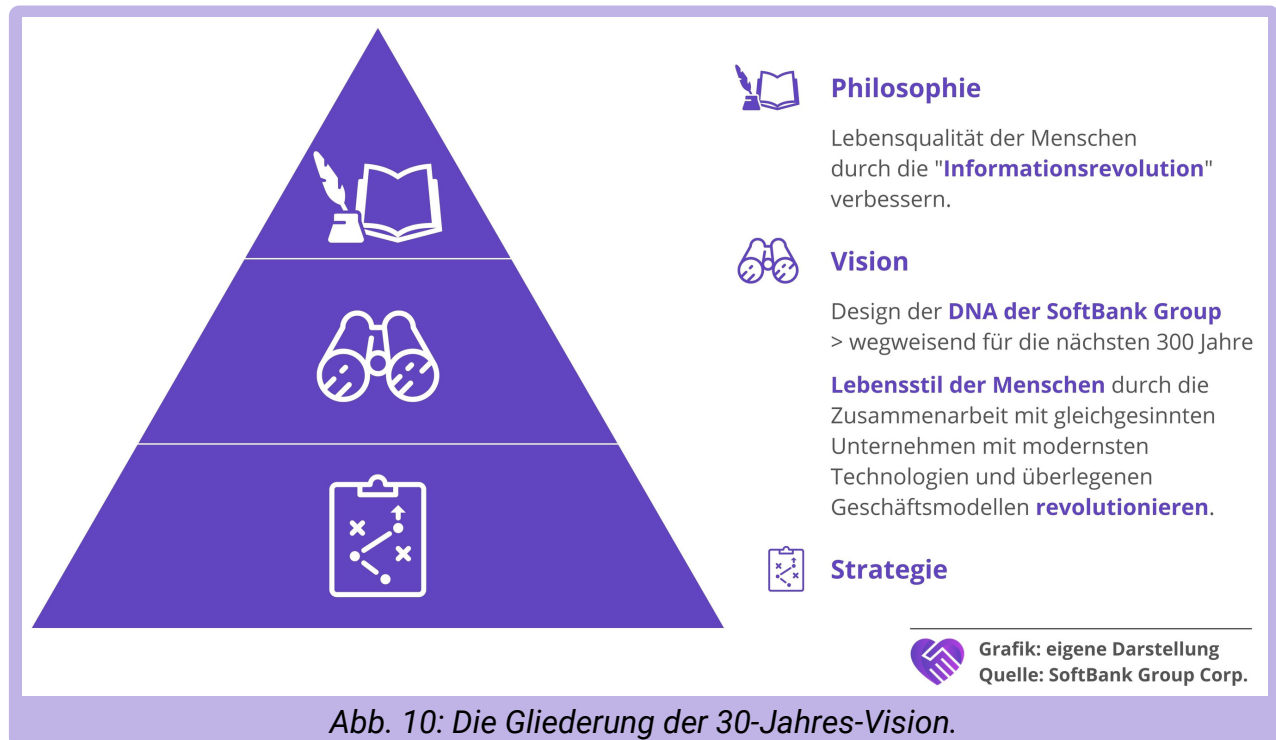 Philosophie
Lebensqualität der Menschen
durch die "Informationsrevolution"
verbessern.
Vision
Design der DNA der SoftBank Group
> wegweisend für die nächsten 300 Jahre
Lebensstil der Menschen durch die
Zusammenarbeit mit gleichgesinnten
Unternehmen mit modernsten
Technologien und überlegenen
Geschäftsmodellen revolutionieren.
Strategie
Grafik: eigene Darstellung
Quelle: SoftBank Group Corp.
Abb. 10: Die Gliederung der 30-Jahres-Vision.